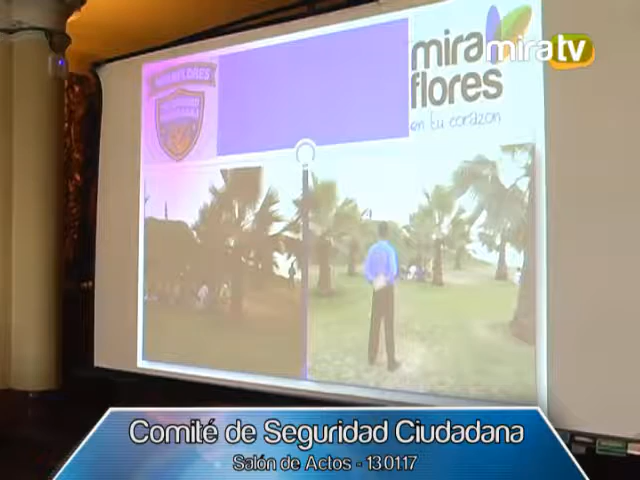 MIRAFLORES
mira
flores
en tu corazón
miratv
Comité de Seguridad Ciudadana
Salón de Actos - 130117